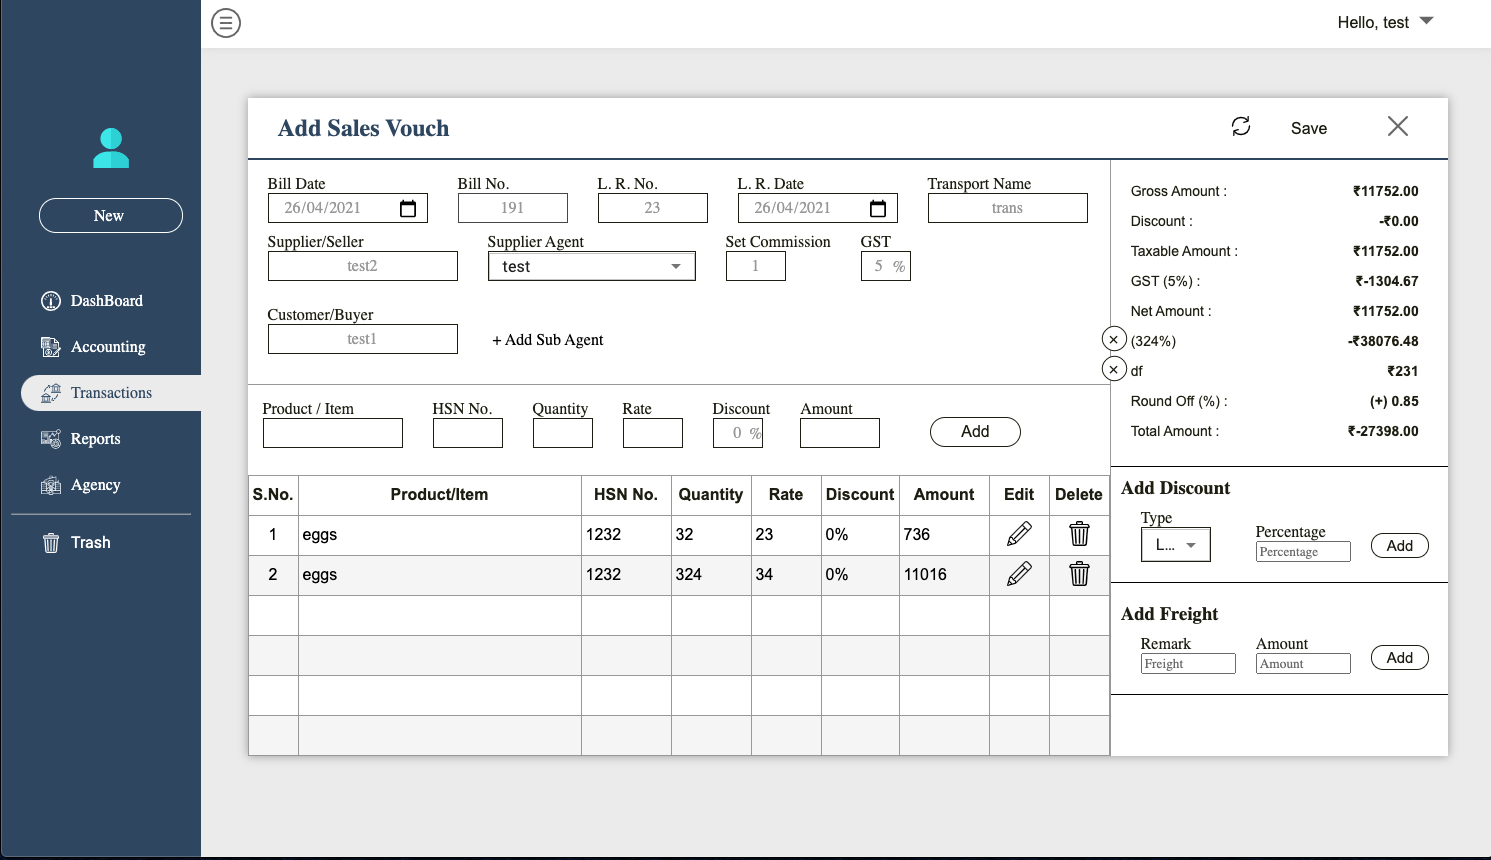 Hello, test
New
DashBoard
Accounting
Transactions
Reports
Agency
Trash
Add Sales Vouch
Save
Bill Date Bill No. L. R. No. L. R. Date Transport Name
26/04/2021 191 23 26/04/2021 trans
Supplier/Seller Supplier Agent Set Commission GST
test2 test 1 5 %
Customer/Buyer
test1 + Add Sub Agent
Product / Item HSN No. Quantity Rate Discount Amount
0 % Add
S.No. Product/Item HSN No. Quantity Rate Discount Amount Edit Delete
1 eggs 1232 32 23 0% 736
2 eggs 1232 324 34 0% 11016
Gross Amount : ₹11752.00
Discount : -₹0.00
Taxable Amount : ₹11752.00
GST (5%) : ₹-1304.67
Net Amount : ₹11752.00
(324%) -₹38076.48
df ₹231
Round Off (%) : (+) 0.85
Total Amount : ₹-27398.00
Add Discount
Type Percentage
L... Percentage Add
Add Freight
Remark Amount
Freight Amount Add